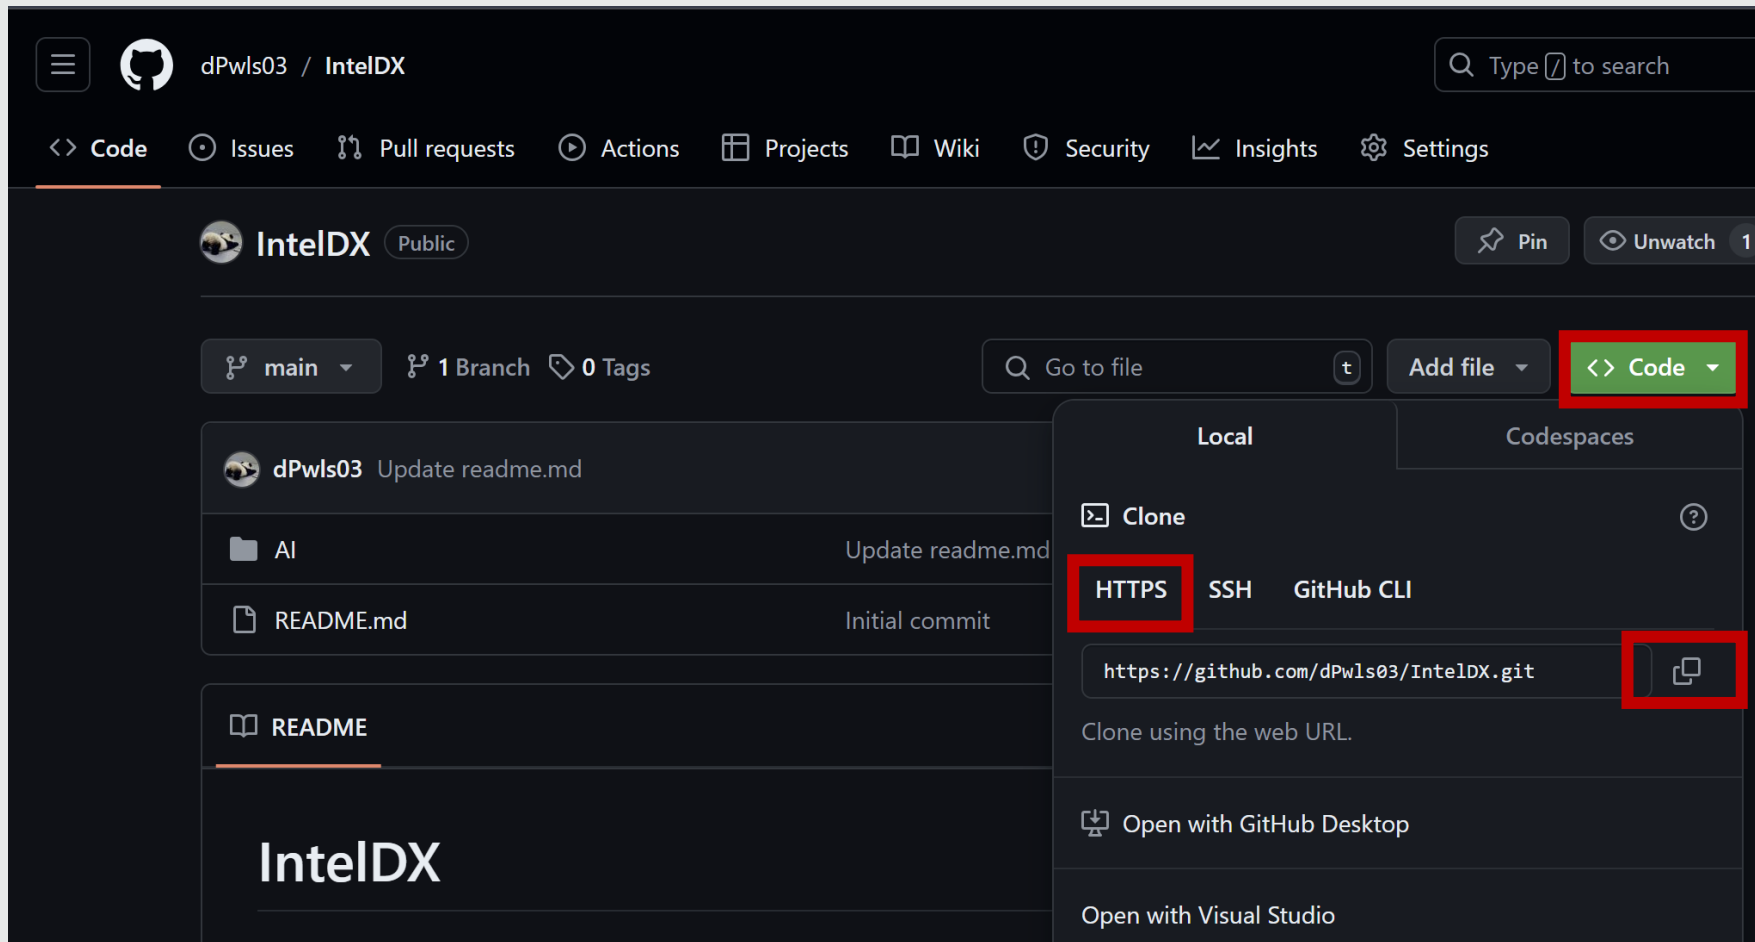 dPwls03 / IntelDX
Type / to search
Code Issues Pull requests Actions Projects Wiki Security Insights Settings
IntelDX Public
Pin Unwatch 1
main 1 Branch 0 Tags Go to file t Add file Code
Local Codespaces
dPwls03 Update readme.md
Clone
AI Update readme.md
HTTPS SSH GitHub CLI
README.md Initial commit
https://github.com/dPwls03/IntelDX.git
Clone using the web URL.
README
Open with GitHub Desktop
IntelDX
Open with Visual Studio